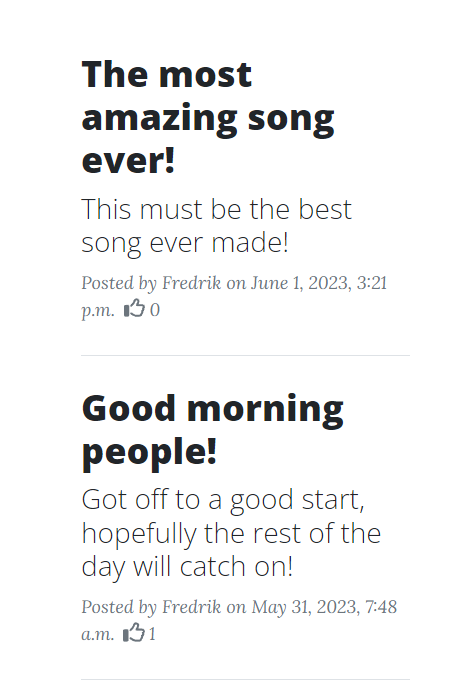 The most
amazing song
ever!
This must be the best
song ever made!
Posted by Fredrik on June 1, 2023, 3:21
p.m. 0
Good morning
people!
Got off to a good start,
hopefully the rest of the
day will catch on!
Posted by Fredrik on May 31, 2023, 7:48
a.m. 1